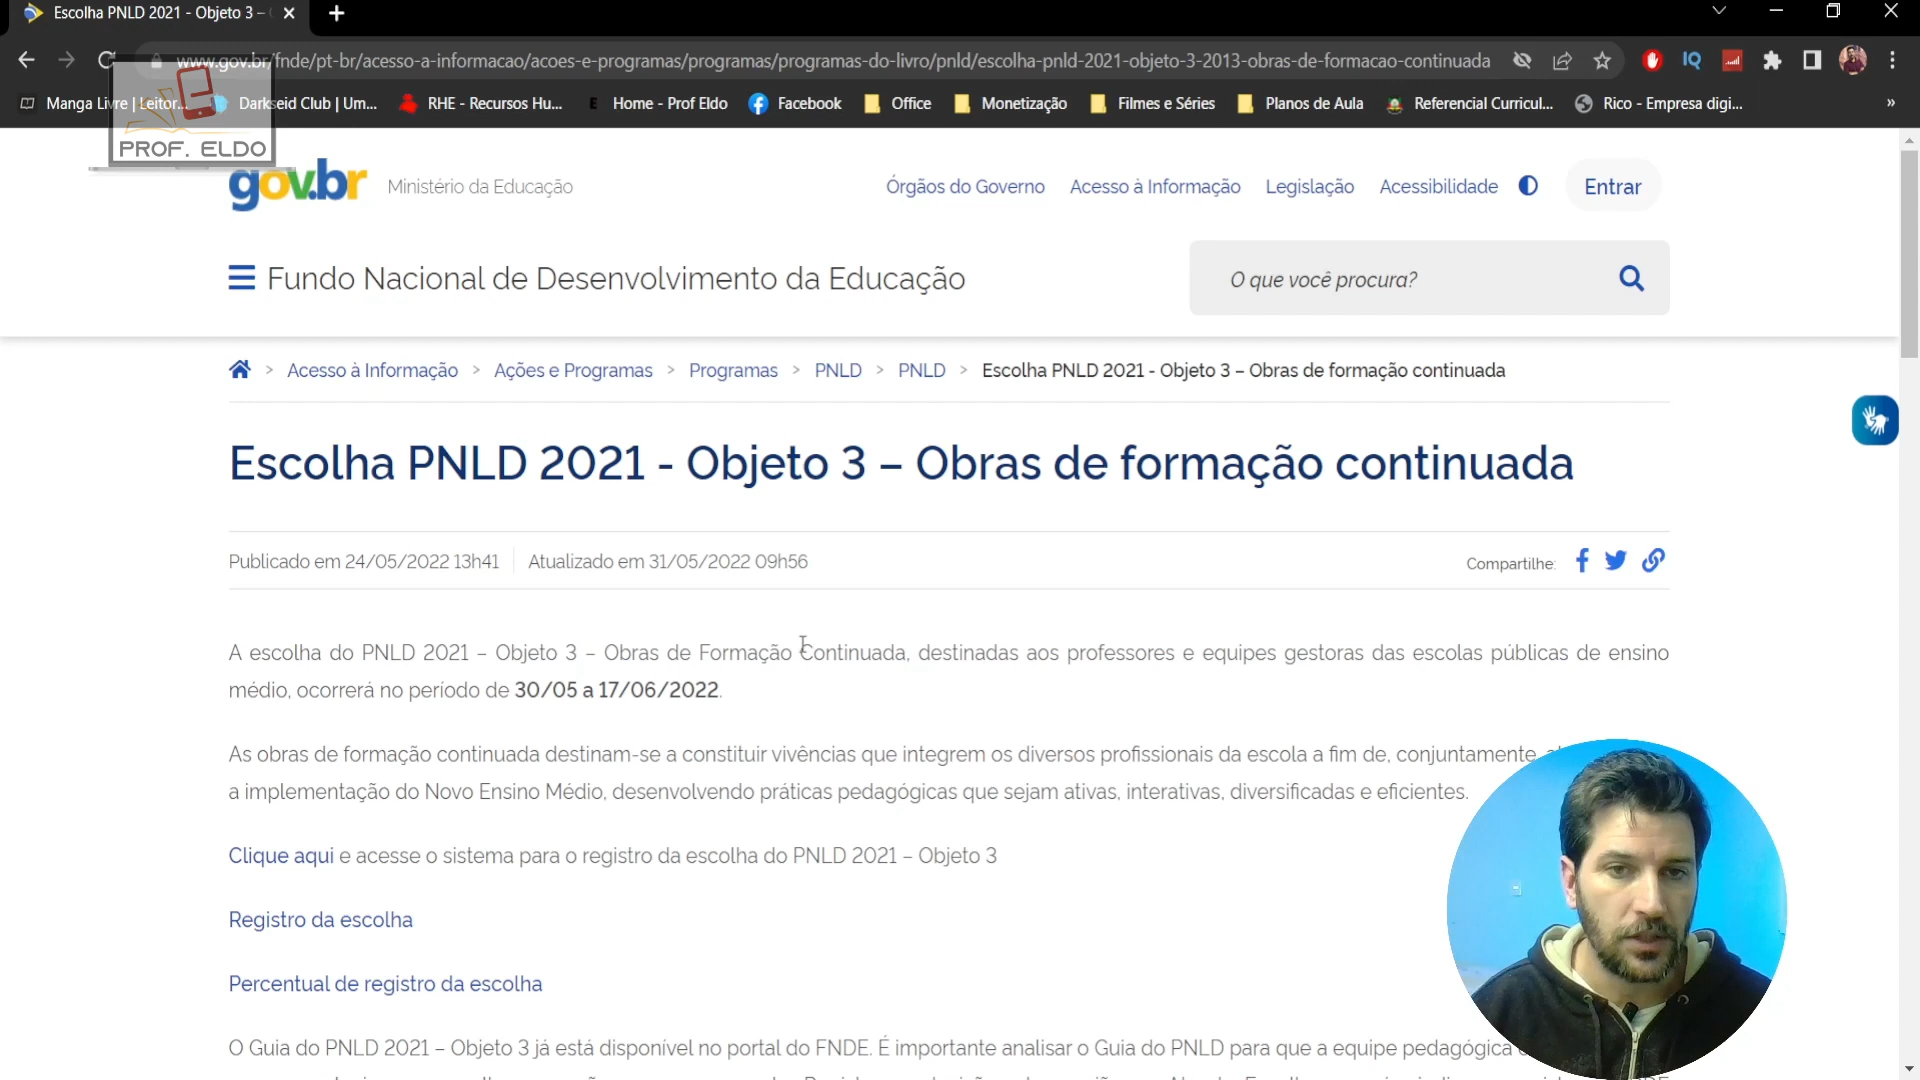 Escolha PNLD 2021 - Objeto 3 –
www.gov.br/fnde/pt-br/acesso-a-informacao/acoes-e-programas/programas/programas-do-livro/pnld/escolha-pnld-2021-objeto-3-2013-obras-de-formacao-continuada
Manga Livre | Leitor... Darkseid Club | Um... RHE - Recursos Hu... Home - Prof Eldo Facebook Office Monetização Filmes e Séries Planos de Aula Referencial Curricul... Rico - Empresa digi... »
PROF. ELDO
gov.br Ministério da Educação Órgãos do Governo Acesso à Informação Legislação Acessibilidade Entrar
Fundo Nacional de Desenvolvimento da Educação O que você procura?
> Acesso à Informação > Ações e Programas > Programas > PNLD > PNLD > Escolha PNLD 2021 - Objeto 3 – Obras de formação continuada
Escolha PNLD 2021 - Objeto 3 – Obras de formação continuada
Publicado em 24/05/2022 13h41 Atualizado em 31/05/2022 09h56 Compartilhe:
A escolha do PNLD 2021 – Objeto 3 – Obras de Formação Continuada, destinadas aos professores e equipes gestoras das escolas públicas de ensino
médio, ocorrerá no período de 30/05 a 17/06/2022.
As obras de formação continuada destinam-se a constituir vivências que integrem os diversos profissionais da escola a fim de, conjuntamente,
a implementação do Novo Ensino Médio, desenvolvendo práticas pedagógicas que sejam ativas, interativas, diversificadas e eficientes.
Clique aqui e acesse o sistema para o registro da escolha do PNLD 2021 – Objeto 3
Registro da escolha
Percentual de registro da escolha
O Guia do PNLD 2021 – Objeto 3 já está disponível no portal do FNDE. É importante analisar o Guia do PNLD para que a equipe pedagógica